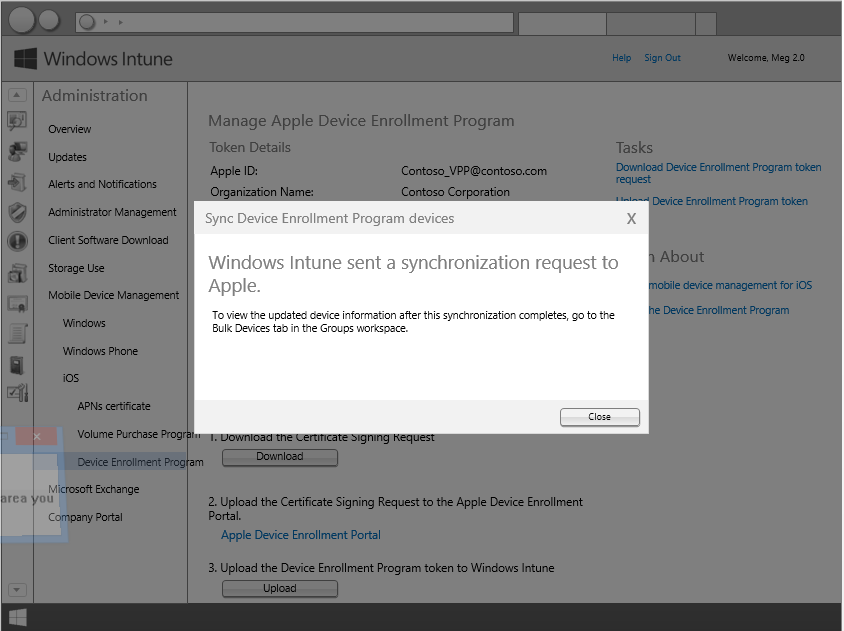 Windows Intune
Help Sign Out Welcome, Meg 2.0
Administration
Overview
Updates
Alerts and Notifications
Administrator Management
Client Software Download
Storage Use
Mobile Device Management
Windows
Windows Phone
iOS
APNs certificate
Volume Purchase Program
Device Enrollment Program
Microsoft Exchange
Company Portal
area you
Manage Apple Device Enrollment Program
Token Details
Apple ID: Contoso_VPP@contoso.com
Organization Name: Contoso Corporation
Sync Device Enrollment Program devices X
Windows Intune sent a synchronization request to
Apple.
To view the updated device information after this synchronization completes, go to the
Bulk Devices tab in the Groups workspace.
Close
1. Download the Certificate Signing Request
Download
2. Upload the Certificate Signing Request to the Apple Device Enrollment
Portal.
Apple Device Enrollment Portal
3. Upload the Device Enrollment Program token to Windows Intune
Upload
Tasks
Download Device Enrollment Program token
request
Upload Device Enrollment Program token
About
mobile device management for iOS
the Device Enrollment Program